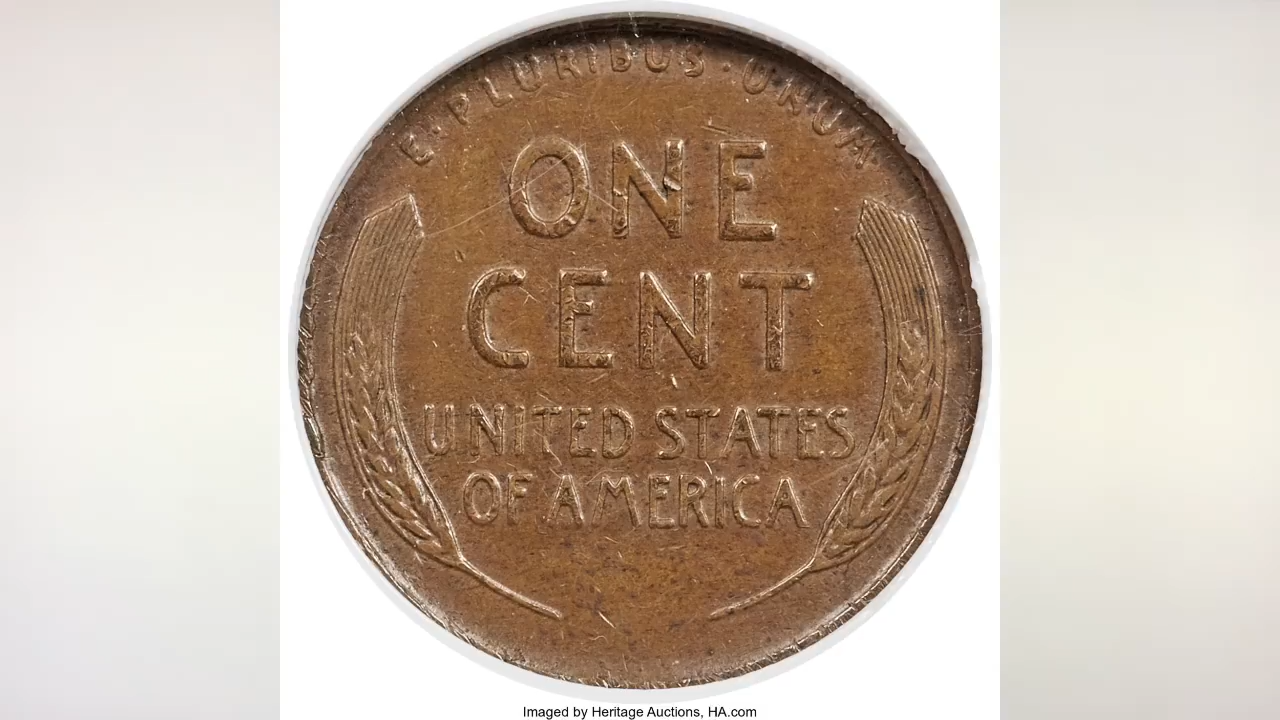 E·PLURIBUS·UNUM
ONE
CENT
UNITED STATES
OF AMERICA
Imaged by Heritage Auctions, HA.com